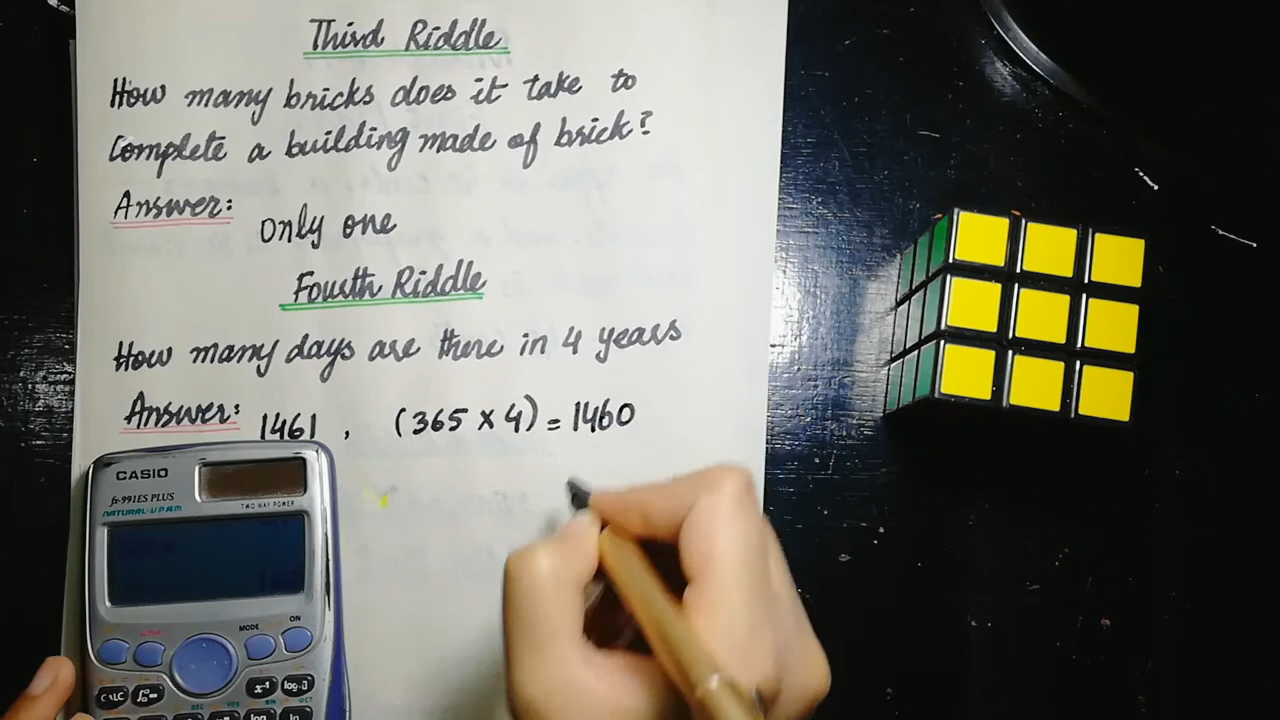 Third Riddle
How many bricks does it take to
Complete a building made of brick?
Answer: Only one
Fourth Riddle
How many days are there in 4 years
Answer: 1461 , (365 × 4) = 1460
CASIO
fx-991ES PLUS
NATURAL-V.P.A.M.
TWO WAY POWER
MODE ON
CALC